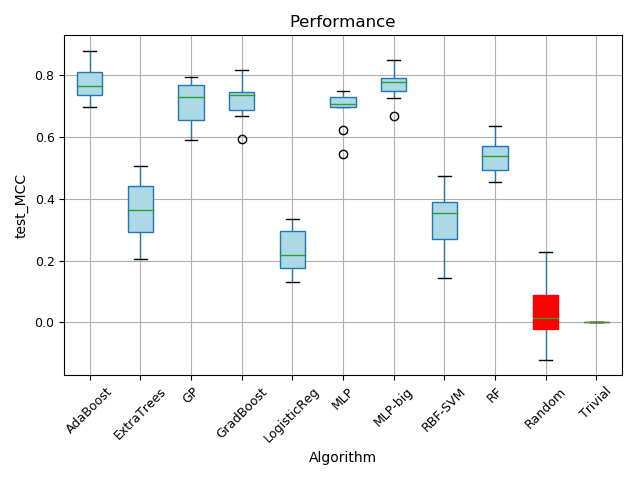 Performance
test_MCC
0.8
0.6
0.4
0.2
0.0
AdaBoost
ExtraTrees
GP
GradBoost
LogisticReg
MLP
MLP-big
RBF-SVM
RF
Random
Trivial
Algorithm